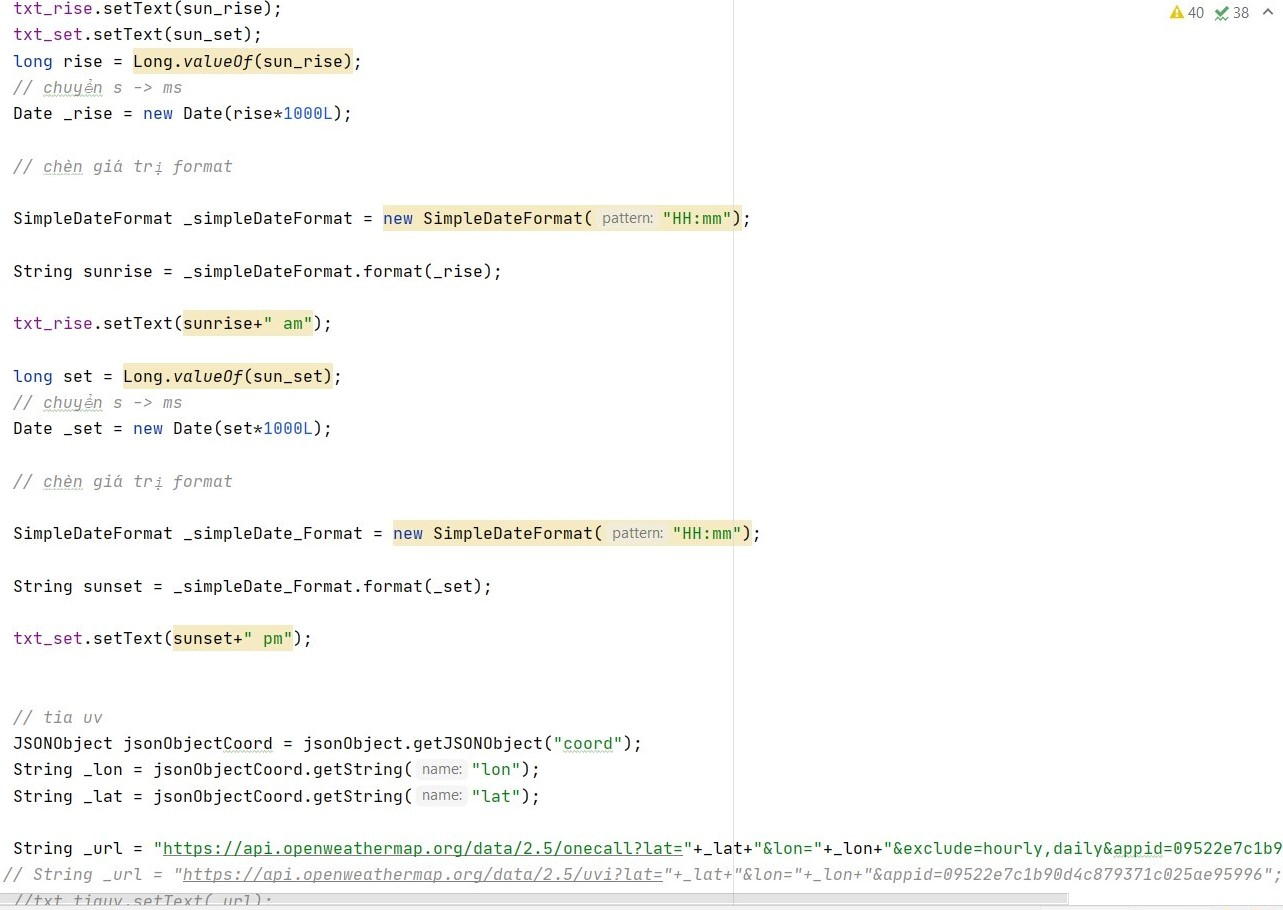 txt_rise.setText(sun_rise);
40 38
txt_set.setText(sun_set);
long rise = Long.valueOf(sun_rise);
// chuyển s -> ms
Date _rise = new Date(rise*1000L);
// chèn giá trị format
SimpleDateFormat _simpleDateFormat = new SimpleDateFormat( pattern: "HH:mm");
String sunrise = _simpleDateFormat.format(_rise);
txt_rise.setText(sunrise+" am");
long set = Long.valueOf(sun_set);
// chuyển s -> ms
Date _set = new Date(set*1000L);
// chèn giá trị format
SimpleDateFormat _simpleDate_Format = new SimpleDateFormat( pattern: "HH:mm");
String sunset = _simpleDate_Format.format(_set);
txt_set.setText(sunset+" pm");
// tia uv
JSONObject jsonObjectCoord = jsonObject.getJSONObject("coord");
String _lon = jsonObjectCoord.getString( name: "lon");
String _lat = jsonObjectCoord.getString( name: "lat");
String _url = "https://api.openweathermap.org/data/2.5/onecall?lat="+_lat+"&lon="+_lon+"&exclude=hourly,daily&appid=09522e7c1b9
// String _url = "https://api.openweathermap.org/data/2.5/uvi?lat="+_lat+"&lon="+_lon+"&appid=09522e7c1b90d4c879371c025ae95996";
//txt_tiauv.setText(_url);